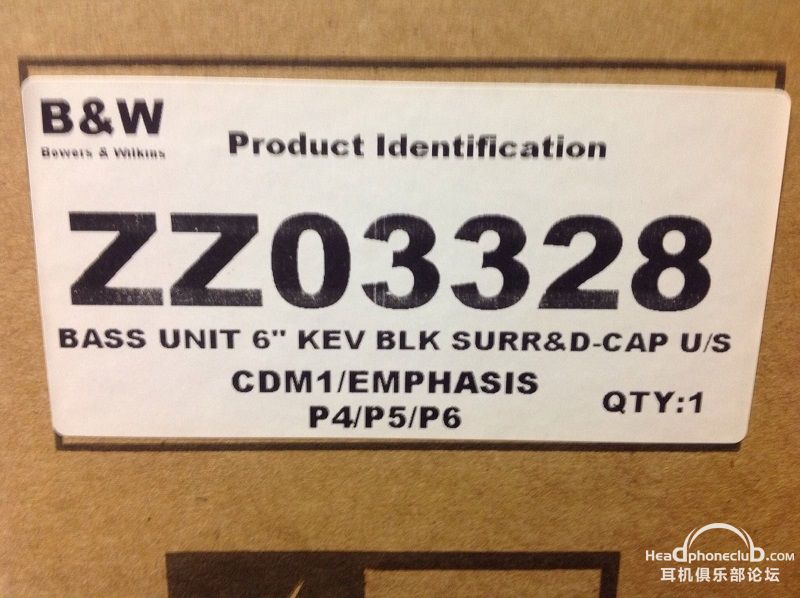 B&W
Bowers & Wilkins
Product Identification
ZZ03328
BASS UNIT 6" KEV BLK SURR&D-CAP U/S
CDM1/EMPHASIS
P4/P5/P6
QTY:1
Headphoneclub.com
耳机俱乐部论坛